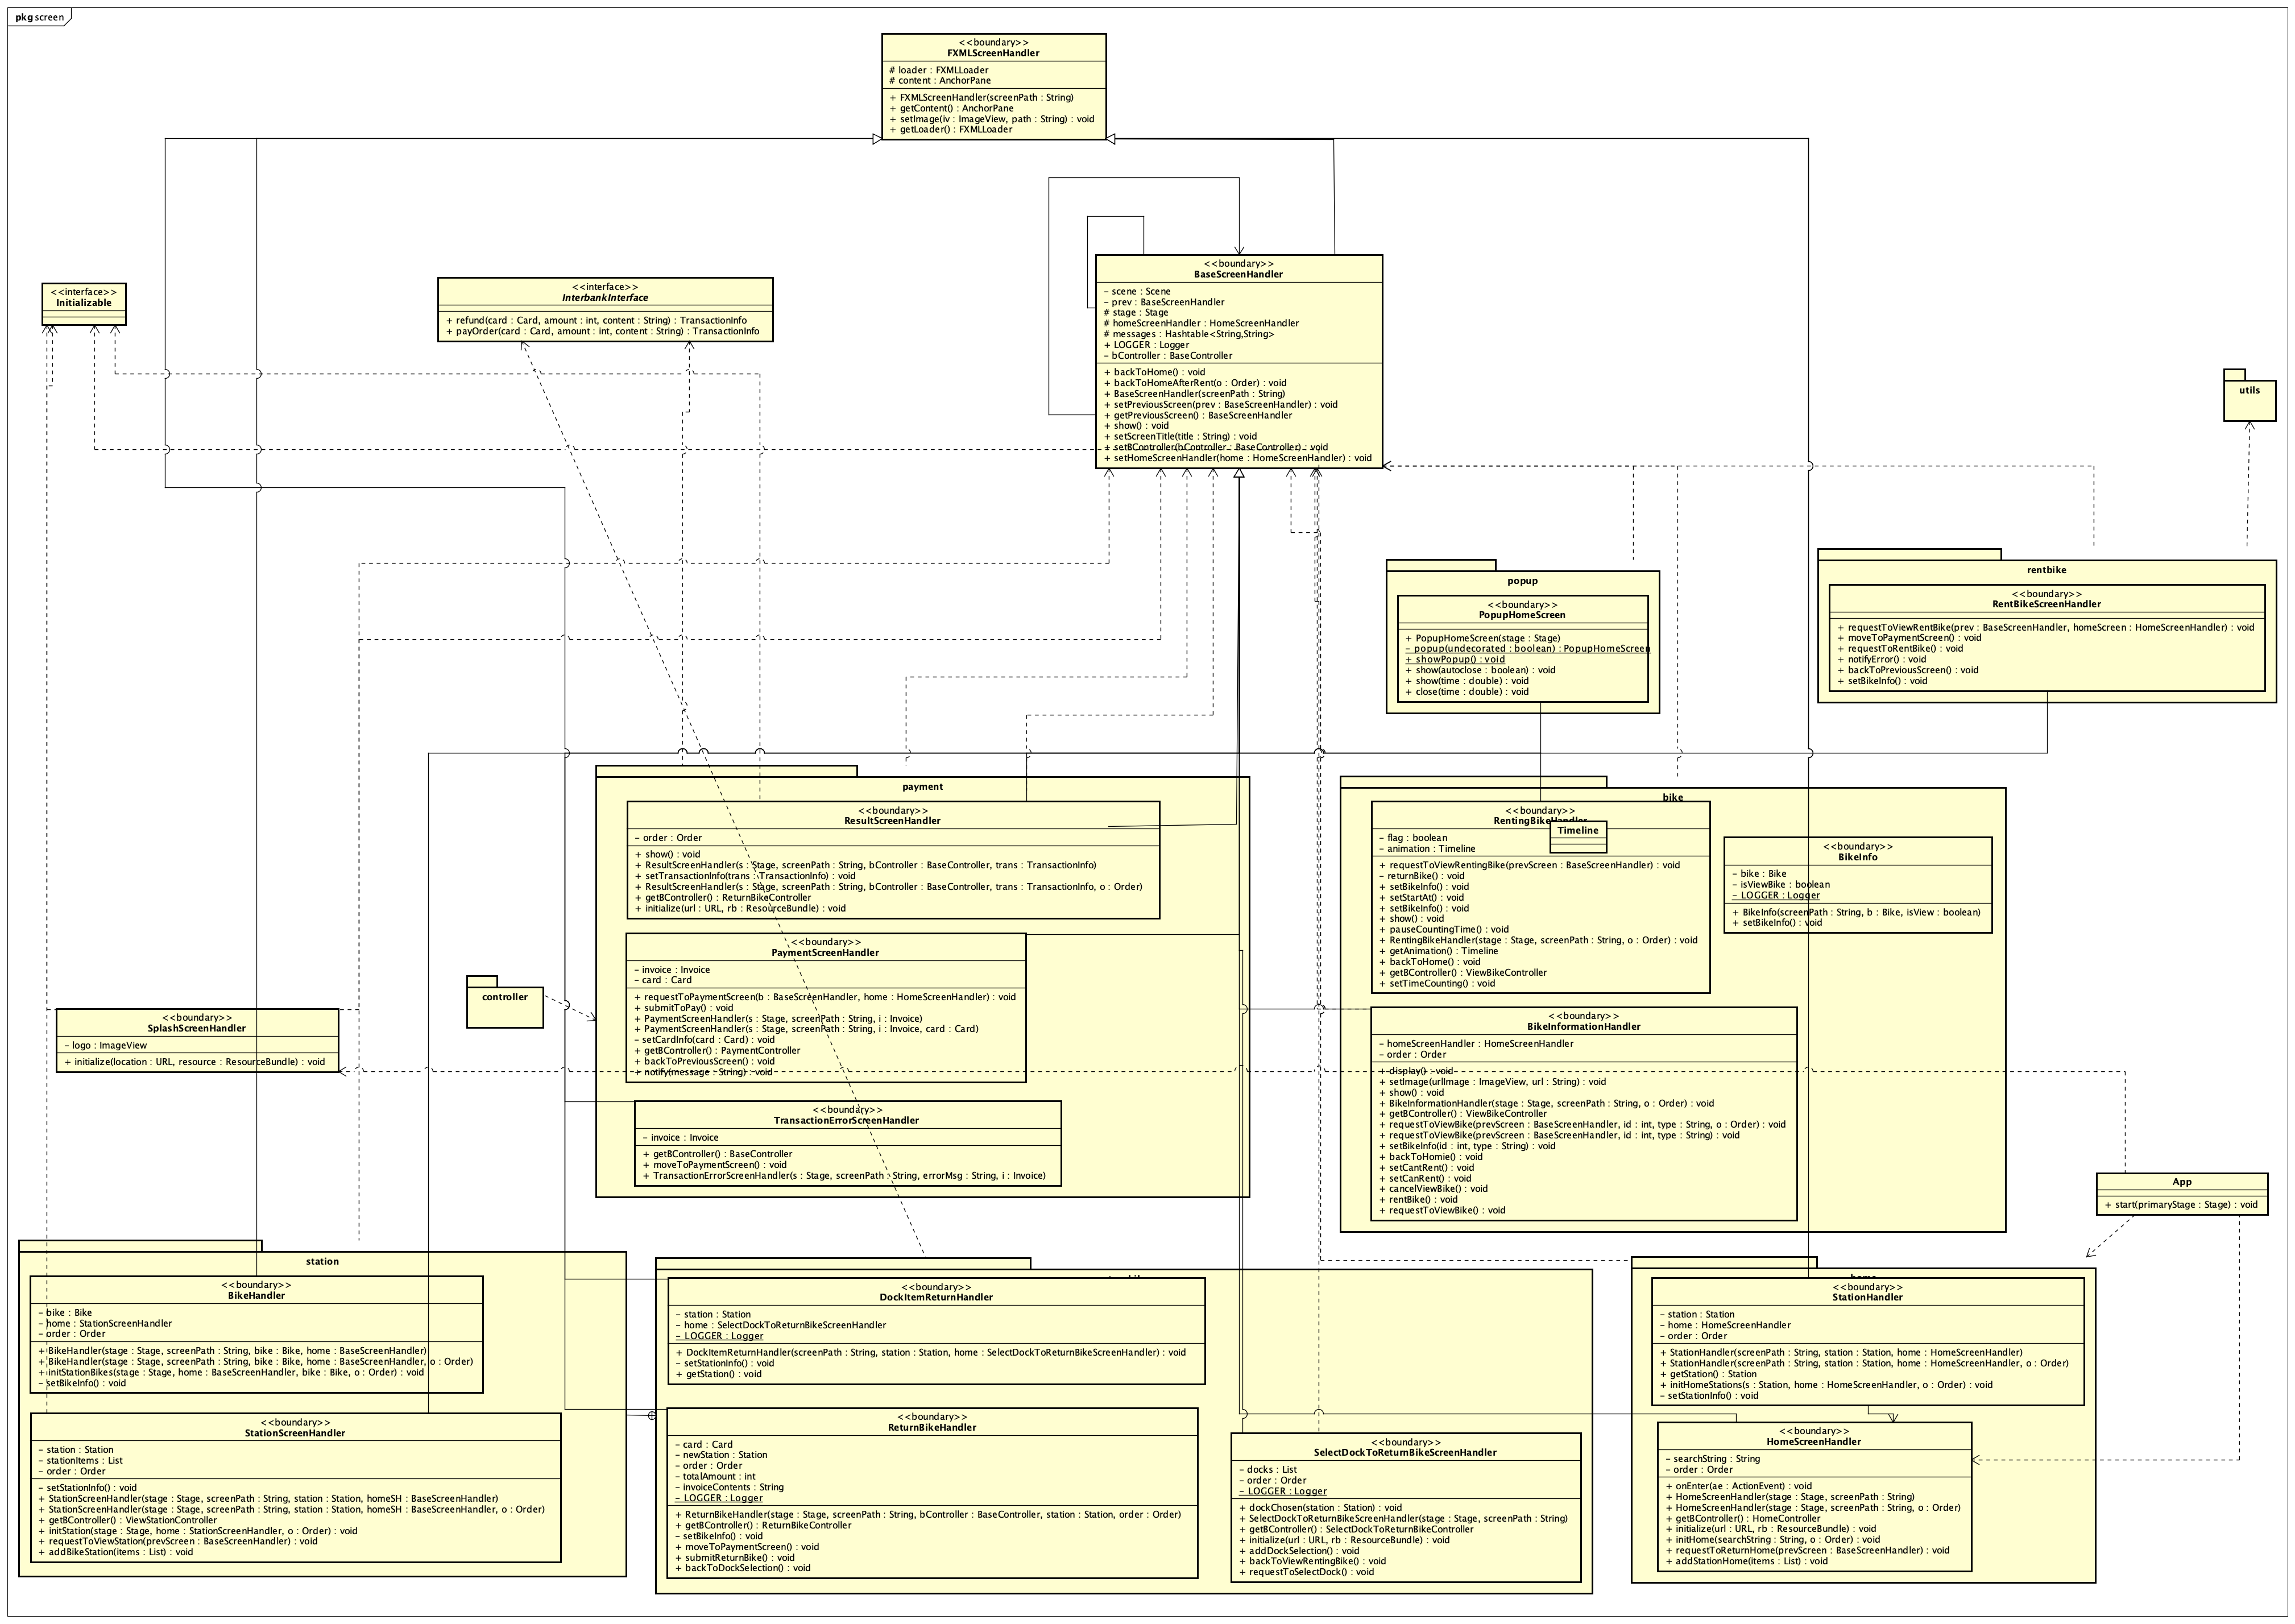 pkg screen
<<boundary>>
FXMLScreenHandler
# loader : FXMLLoader
# content : AnchorPane
+ FXMLScreenHandler(screenPath : String)
+ getContent() : AnchorPane
+ setImage(iv : ImageView, path : String) : void
+ getLoader() : FXMLLoader
<<interface>>
Initializable
<<interface>>
InterbankInterface
+ refund(card : Card, amount : int, content : String) : TransactionInfo
+ payOrder(card : Card, amount : int, content : String) : TransactionInfo
<<boundary>>
BaseScreenHandler
- scene : Scene
- prev : BaseScreenHandler
# stage : Stage
# homeScreenHandler : HomeScreenHandler
# messages : Hashtable<String,String>
+ LOGGER : Logger
- bController : BaseController
+ backToHome() : void
+ backToHomeAfterRent(o : Order) : void
+ BaseScreenHandler(screenPath : String)
+ setPreviousScreen(prev : BaseScreenHandler) : void
+ getPreviousScreen() : BaseScreenHandler
+ show() : void
+ setScreenTitle(title : String) : void
+ setBController(bController : BaseController) : void
+ setHomeScreenHandler(home : HomeScreenHandler) : void
utils
popup
<<boundary>>
PopupHomeScreen
+ PopupHomeScreen(stage : Stage)
- popup(undecorated : boolean) : PopupHomeScreen
+ showPopup() : void
+ show(autoclose : boolean) : void
+ show(time : double) : void
+ close(time : double) : void
rentbike
<<boundary>>
RentBikeScreenHandler
+ requestToViewRentBike(prev : BaseScreenHandler, homeScreen : HomeScreenHandler) : void
+ moveToPaymentScreen() : void
+ requestToRentBike() : void
+ notifyError() : void
+ backToPreviousScreen() : void
+ setBikeInfo() : void
payment
<<boundary>>
ResultScreenHandler
- order : Order
+ show() : void
+ ResultScreenHandler(s : Stage, screenPath : String, bController : BaseController, trans : TransactionInfo)
+ setTransactionInfo(trans : TransactionInfo) : void
+ ResultScreenHandler(s : Stage, screenPath : String, bController : BaseController, trans : TransactionInfo, o : Order)
+ getBController() : ReturnBikeController
+ initialize(url : URL, rb : ResourceBundle) : void
<<boundary>>
PaymentScreenHandler
- invoice : Invoice
- card : Card
+ requestToPaymentScreen(b : BaseScreenHandler, home : HomeScreenHandler) : void
+ submitToPay() : void
+ PaymentScreenHandler(s : Stage, screenPath : String, i : Invoice)
+ PaymentScreenHandler(s : Stage, screenPath : String, i : Invoice, card : Card)
- setCardInfo(card : Card) : void
+ getBController() : PaymentController
+ backToPreviousScreen() : void
+ notify(message : String) : void
<<boundary>>
TransactionErrorScreenHandler
- invoice : Invoice
+ getBController() : BaseController
+ moveToPaymentScreen() : void
+ TransactionErrorScreenHandler(s : Stage, screenPath : String, errorMsg : String, i : Invoice)
controller
bike
<<boundary>>
RentingBikeHandler
- flag : boolean
- animation : Timeline
+ requestToViewRentingBike(prevScreen : BaseScreenHandler) : void
- returnBike() : void
+ setBikeInfo() : void
+ setStartAt() : void
+ setBikeInfo() : void
+ show() : void
+ pauseCountingTime() : void
+ RentingBikeHandler(stage : Stage, screenPath : String, o : Order) : void
+ getAnimation() : Timeline
+ backToHome() : void
+ getBController() : ViewBikeController
+ setTimeCounting() : void
Timeline
<<boundary>>
BikeInfo
- bike : Bike
- isViewBike : boolean
- LOGGER : Logger
+ BikeInfo(screenPath : String, b : Bike, isView : boolean)
+ setBikeInfo() : void
<<boundary>>
BikeInformationHandler
- homeScreenHandler : HomeScreenHandler
- order : Order
+ display() : void
+ setImage(urlImage : ImageView, url : String) : void
+ show() : void
+ BikeInformationHandler(stage : Stage, screenPath : String, o : Order) : void
+ getBController() : ViewBikeController
+ requestToViewBike(prevScreen : BaseScreenHandler, id : int, type : String, o : Order) : void
+ requestToViewBike(prevScreen : BaseScreenHandler, id : int, type : String) : void
+ setBikeInfo(id : int, type : String) : void
+ backToHomie() : void
+ setCantRent() : void
+ setCanRent() : void
+ cancelViewBike() : void
+ rentBike() : void
+ requestToViewBike() : void
<<boundary>>
SplashScreenHandler
- logo : ImageView
+ initialize(location : URL, resource : ResourceBundle) : void
App
+ start(primaryStage : Stage) : void
station
<<boundary>>
BikeHandler
- bike : Bike
- home : StationScreenHandler
- order : Order
+ BikeHandler(stage : Stage, screenPath : String, bike : Bike, home : BaseScreenHandler)
+ BikeHandler(stage : Stage, screenPath : String, bike : Bike, home : BaseScreenHandler, o : Order)
+ initStationBikes(stage : Stage, home : BaseScreenHandler, bike : Bike, o : Order) : void
- setBikeInfo() : void
<<boundary>>
StationScreenHandler
- station : Station
- stationItems : List
- order : Order
- setStationInfo() : void
+ StationScreenHandler(stage : Stage, screenPath : String, station : Station, homeSH : BaseScreenHandler)
+ StationScreenHandler(stage : Stage, screenPath : String, station : Station, homeSH : BaseScreenHandler, o : Order)
+ getBController() : ViewStationController
+ initStation(stage : Stage, home : StationScreenHandler, o : Order) : void
+ requestToViewStation(prevScreen : BaseScreenHandler) : void
+ addBikeStation(items : List) : void
<<boundary>>
DockItemReturnHandler
- station : Station
- home : SelectDockToReturnBikeScreenHandler
- LOGGER : Logger
+ DockItemReturnHandler(screenPath : String, station : Station, home : SelectDockToReturnBikeScreenHandler) : void
- setStationInfo() : void
+ getStation() : void
<<boundary>>
ReturnBikeHandler
- card : Card
- newStation : Station
- order : Order
- totalAmount : int
- invoiceContents : String
- LOGGER : Logger
+ ReturnBikeHandler(stage : Stage, screenPath : String, bController : BaseController, station : Station, order : Order)
+ getBController() : ReturnBikeController
- setBikeInfo() : void
+ moveToPaymentScreen() : void
+ submitReturnBike() : void
+ backToDockSelection() : void
<<boundary>>
SelectDockToReturnBikeScreenHandler
- docks : List
- order : Order
- LOGGER : Logger
+ dockChosen(station : Station) : void
+ SelectDockToReturnBikeScreenHandler(stage : Stage, screenPath : String)
+ getBController() : SelectDockToReturnBikeController
+ initialize(url : URL, rb : ResourceBundle) : void
+ addDockSelection() : void
+ backToViewRentingBike() : void
+ requestToSelectDock() : void
<<boundary>>
StationHandler
- station : Station
- home : HomeScreenHandler
- order : Order
+ StationHandler(screenPath : String, station : Station, home : HomeScreenHandler)
+ StationHandler(screenPath : String, station : Station, home : HomeScreenHandler, o : Order)
+ getStation() : Station
+ initHomeStations(s : Station, home : HomeScreenHandler, o : Order) : void
- setStationInfo() : void
<<boundary>>
HomeScreenHandler
- searchString : String
- order : Order
+ onEnter(ae : ActionEvent) : void
+ HomeScreenHandler(stage : Stage, screenPath : String)
+ HomeScreenHandler(stage : Stage, screenPath : String, o : Order)
+ getBController() : HomeController
+ initialize(url : URL, rb : ResourceBundle) : void
+ initHome(searchString : String, o : Order) : void
+ requestToReturnHome(prevScreen : BaseScreenHandler) : void
+ addStationHome(items : List) : void